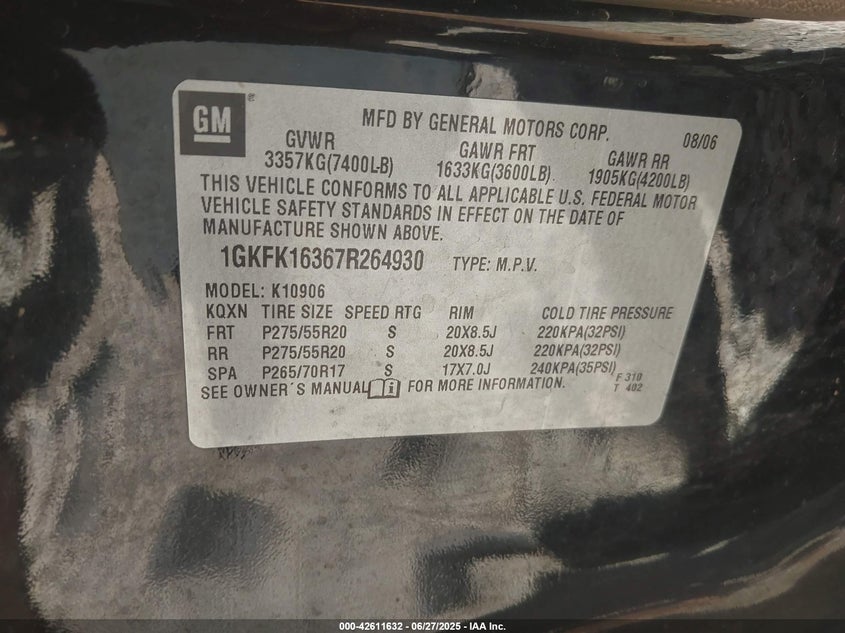 GM®
MFD BY GENERAL MOTORS CORP. 08/06
GVWR GAWR FRT GAWR RR
3357KG(7400LB) 1633KG(3600LB) 1905KG(4200LB)
THIS VEHICLE CONFORMS TO ALL APPLICABLE U.S. FEDERAL MOTOR
VEHICLE SAFETY STANDARDS IN EFFECT ON THE DATE OF
MANUFACTURE SHOWN ABOVE.
1GKFK16367R264930 TYPE: M.P.V.
MODEL: K10906
KQXN TIRE SIZE SPEED RTG RIM COLD TIRE PRESSURE
FRT P275/55R20 S 20X8.5J 220KPA(32PSI)
RR P275/55R20 S 20X8.5J 220KPA(32PSI)
SPA P265/70R17 S 17X7.0J 240KPA(35PSI)
SEE OWNER´S MANUAL FOR MORE INFORMATION.
F 310
T 402
000-42611632 - 06/27/2025 - IAA Inc.